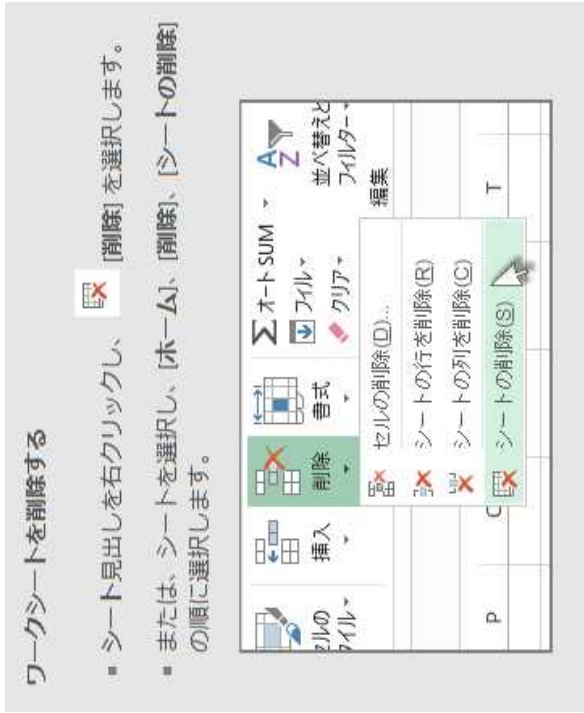 ワークシートを削除する
▪ シート見出しを右クリックし、 [削除] を選択します。
▪ または、シートを選択し、[ホーム]、[削除]、[シートの削除]
の順に選択します。
セルの
タイル
挿入
削除
書式
Σ オート SUM
フィル
クリア
並べ替えと
フィルター
編集
セルの削除(D)...
シートの行を削除(R)
シートの列を削除(C)
シートの削除(S)
P
T